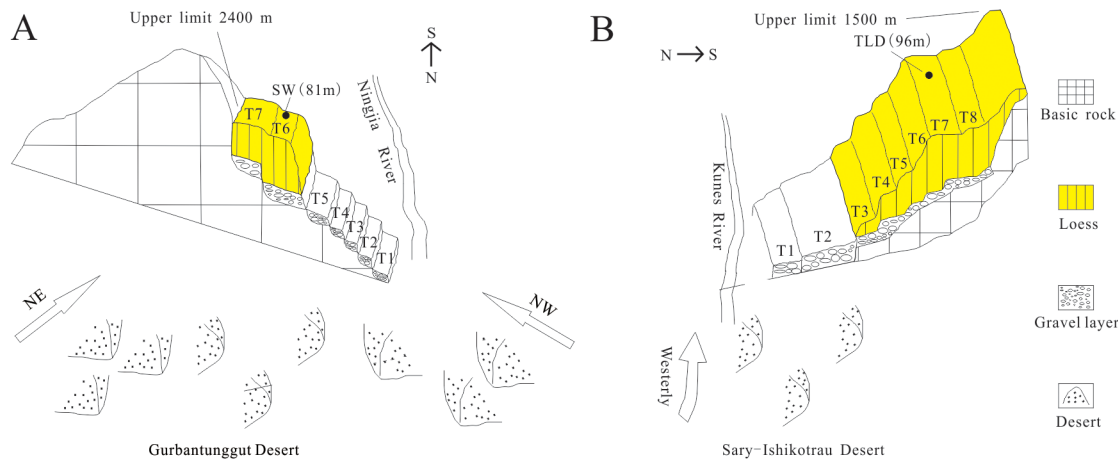 A
Upper limit 2400 m
S
N
SW(81m)
T7
T6
T5
T4
T3
T2
T1
Ningjia River
NE
NW
Gurbantunggut Desert
B
Upper limit 1500 m
N
S
TLD(96m)
T8
T7
T6
T5
T4
T3
T2
T1
Kunes River
Westerly
Sary-Ishikotrau Desert
Basic rock
Loess
Gravel layer
Desert